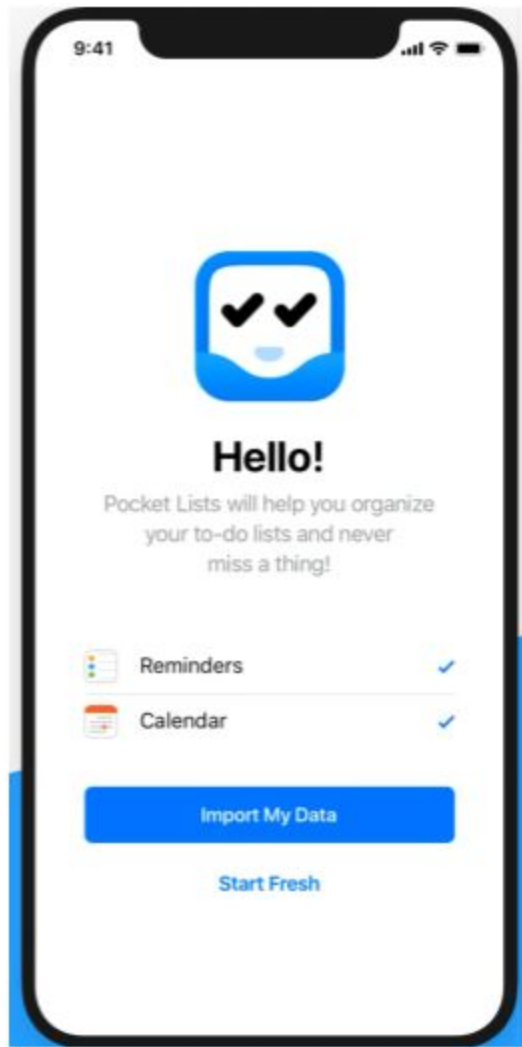 9:41
Hello!
Pocket Lists will help you organize
your to-do lists and never
miss a thing!
Reminders
Calendar
Import My Data
Start Fresh